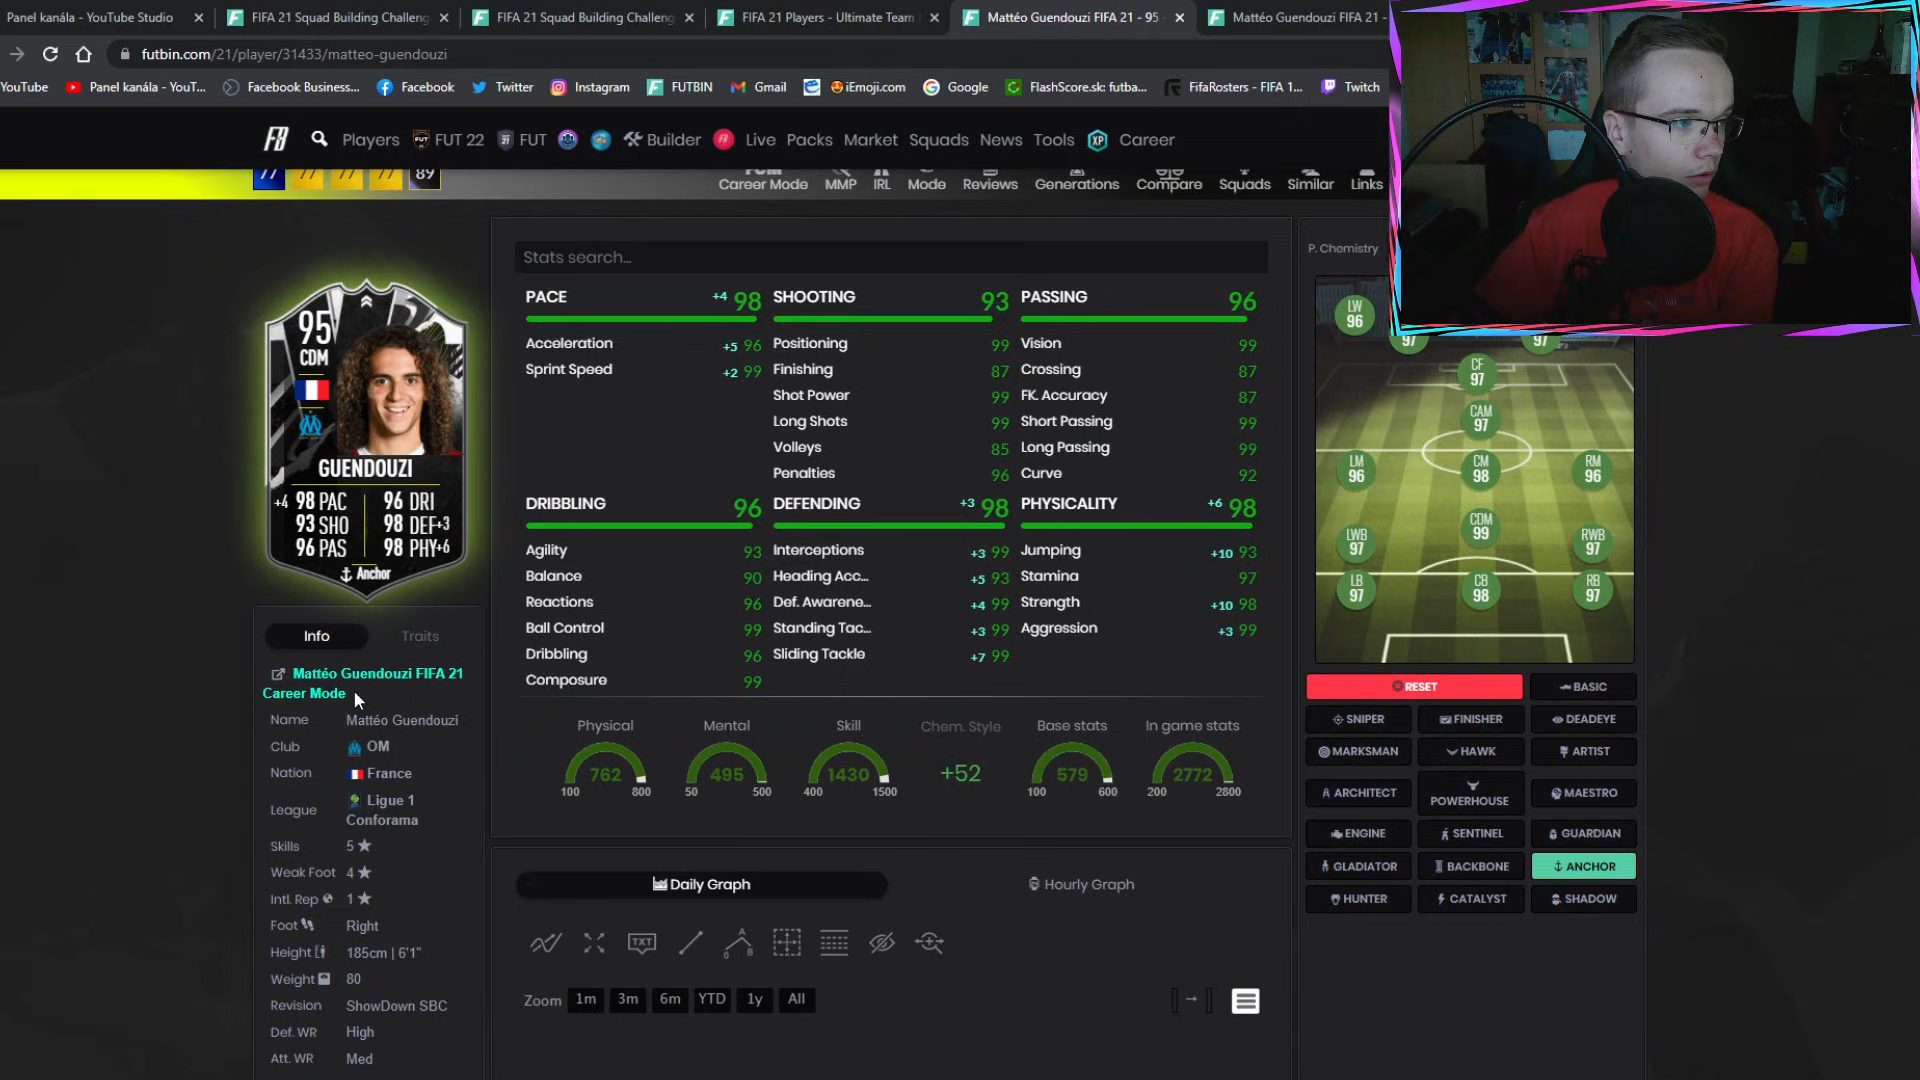 Panel kanála - YouTube Studio
FIFA 21 Squad Building Challeng
FIFA 21 Squad Building Challeng
FIFA 21 Players - Ultimate Team
Mattéo Guendouzi FIFA 21 - 95
Mattéo Guendouzi FIFA 21 -
futbin.com/21/player/31433/matteo-guendouzi
YouTube
Panel kanála - YouT...
Facebook Business...
Facebook
Twitter
Instagram
FUTBIN
Gmail
iEmoji.com
Google
FlashScore.sk: futba...
FifaRosters - FIFA 1...
Twitch
Players
FUT 22
FUT
Builder
Live
Packs
Market
Squads
News
Tools
XP
Career
77
77
77
77
89
Career Mode
MMP
IRL
Mode
Reviews
Generations
Compare
Squads
Similar
Links
95
CDM
GUENDOUZI
+4 98 PAC 96 DRI
93 SHO 98 DEF+3
96 PAS 98 PHY+6
Anchor
Info
Traits
Mattéo Guendouzi FIFA 21
Career Mode
Name Mattéo Guendouzi
Club OM
Nation France
League Ligue 1
Conforama
Skills 5
Weak Foot 4
Intl. Rep 1
Foot Right
Height 185cm | 6'1"
Weight 80
Revision ShowDown SBC
Def. WR High
Att. WR Med
Stats search...
PACE +4 98
Acceleration +5 96
Sprint Speed +2 99
SHOOTING 93
Positioning 99
Finishing 87
Shot Power 99
Long Shots 99
Volleys 85
Penalties 96
PASSING 96
Vision 99
Crossing 87
FK. Accuracy 87
Short Passing 99
Long Passing 99
Curve 92
DRIBBLING 96
Agility 93
Balance 90
Reactions 96
Ball Control 99
Dribbling 96
Composure 99
DEFENDING +3 98
Interceptions +3 99
Heading Acc... +5 93
Def. Awarene... +4 99
Standing Tac... +3 99
Sliding Tackle +7 99
PHYSICALITY +6 98
Jumping +10 93
Stamina 97
Strength +10 98
Aggression +3 99
Physical
762
100 800
Mental
495
50 500
Skill
1430
400 1500
Chem. Style
+52
Base stats
579
100 600
In game stats
2772
200 2800
Daily Graph
Hourly Graph
TXT
A
0 B
Zoom 1m 3m 6m YTD 1y All
→
P. Chemistry
LW
96
97
97
CF
97
CAM
97
LM
96
CM
98
RM
96
CDM
99
LWB
97
RWB
97
LB
97
CB
98
RB
97
RESET
BASIC
SNIPER
FINISHER
DEADEYE
MARKSMAN
HAWK
ARTIST
ARCHITECT
POWERHOUSE
MAESTRO
ENGINE
SENTINEL
GUARDIAN
GLADIATOR
BACKBONE
ANCHOR
HUNTER
CATALYST
SHADOW